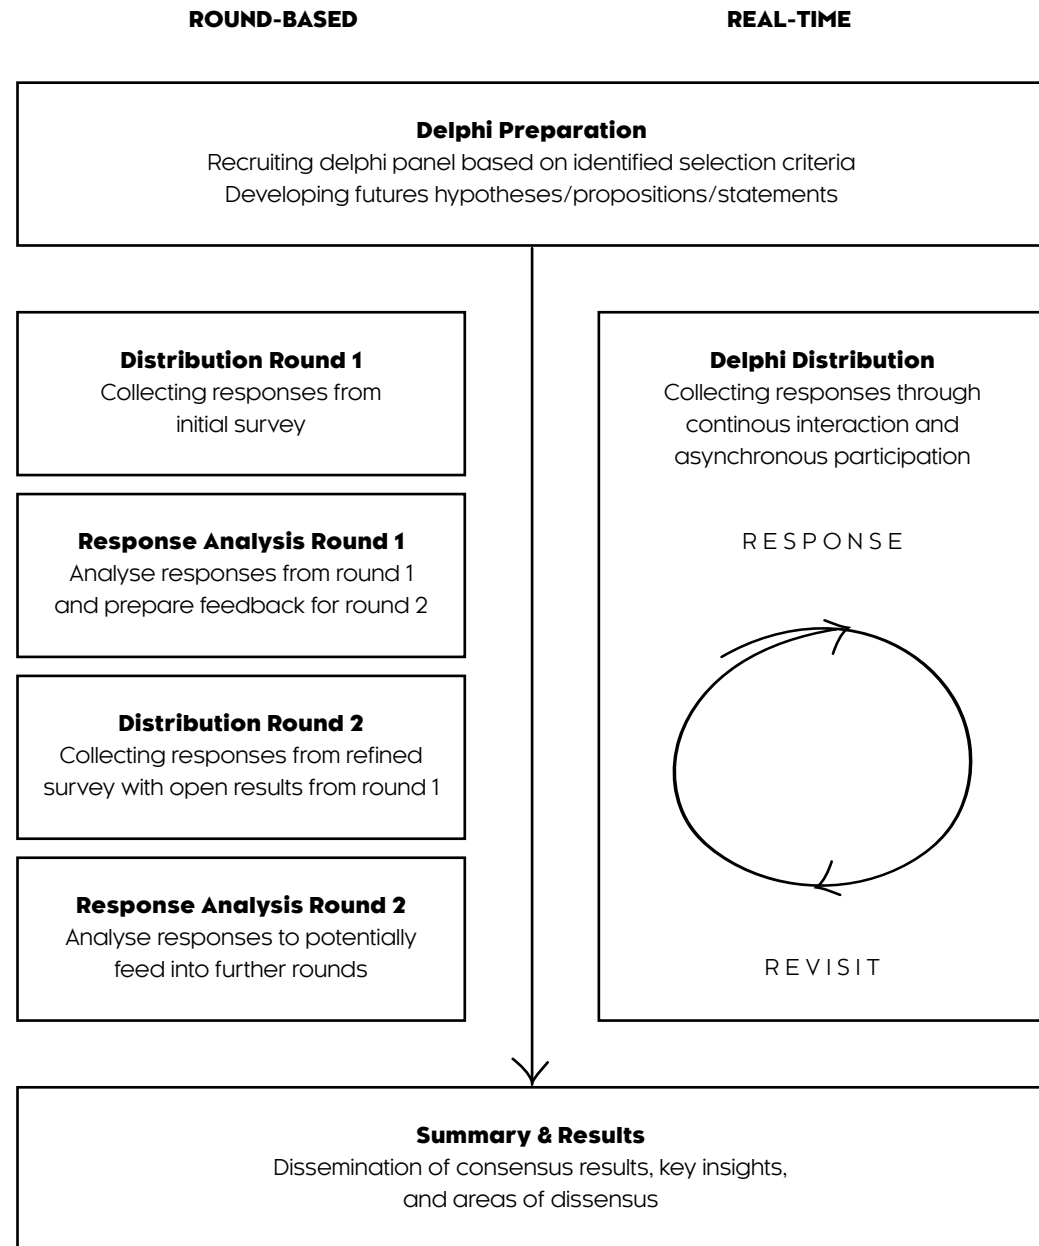 ROUND-BASED
REAL-TIME
Delphi Preparation
Recruiting delphi panel based on identified selection criteria
Developing futures hypotheses/propositions/statements
Distribution Round 1
Collecting responses from
initial survey
Response Analysis Round 1
Analyse responses from round 1
and prepare feedback for round 2
Distribution Round 2
Collecting responses from refined
survey with open results from round 1
Response Analysis Round 2
Analyse responses to potentially
feed into further rounds
Delphi Distribution
Collecting responses through
continous interaction and
asynchronous participation
RESPONSE
REVISIT
Summary & Results
Dissemination of consensus results, key insights,
and areas of dissensus